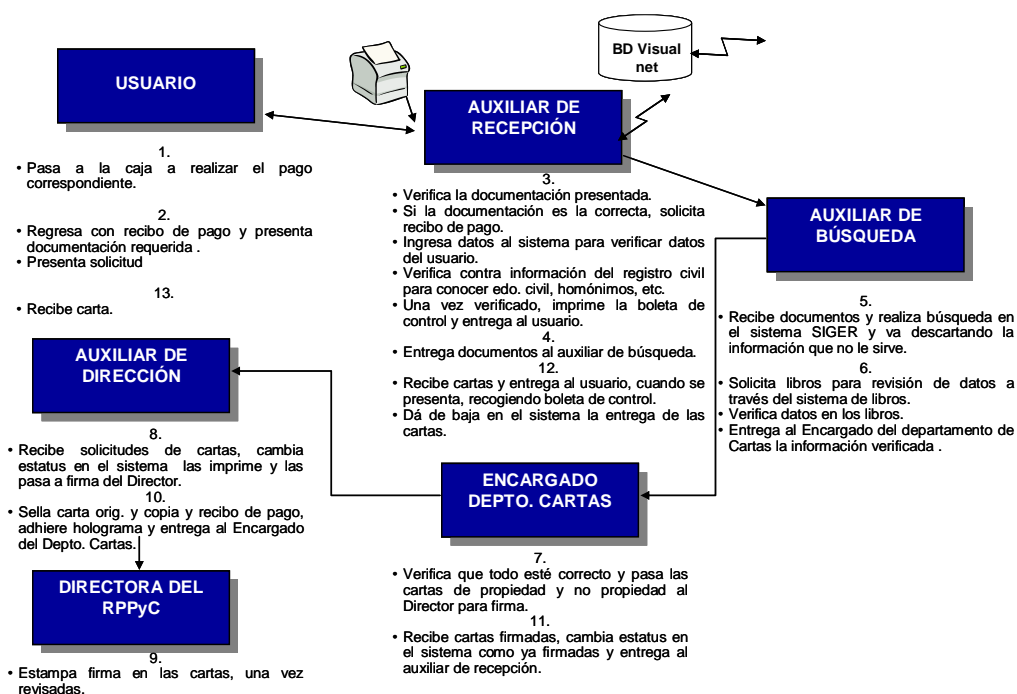 USUARIO
1.
• Pasa a la caja a realizar el pago
correspondiente.
2.
• Regresa con recibo de pago y presenta
documentación requerida .
• Presenta solicitud
13.
• Recibe carta.
BD Visual
net
AUXILIAR DE
RECEPCIÓN
3.
• Verifica la documentación presentada.
• Si la documentación es la correcta, solicita
recibo de pago.
• Ingresa datos al sistema para verificar datos
del usuario.
• Verifica contra información del registro civil
para conocer edo. civil, homónimos, etc.
• Una vez verificado, imprime la boleta de
control y entrega al usuario.
4.
• Entrega documentos al auxiliar de búsqueda.
12.
• Recibe cartas y entrega al usuario, cuando se
presenta, recogiendo boleta de control.
• Dá de baja en el sistema la entrega de las
cartas.
AUXILIAR DE
BÚSQUEDA
5.
• Recibe documentos y realiza búsqueda en
el sistema SIGER y va descartando la
información que no le sirve.
6.
• Solicita libros para revisión de datos a
través del sistema de libros.
• Verifica datos en los libros.
• Entrega al Encargado del departamento de
Cartas la información verificada .
ENCARGADO
DEPTO. CARTAS
7.
• Verifica que todo esté correcto y pasa las
cartas de propiedad y no propiedad al
Director para firma.
11.
• Recibe cartas firmadas, cambia estatus en
el sistema como ya firmadas y entrega al
auxiliar de recepción.
AUXILIAR DE
DIRECCIÓN
8.
• Recibe solicitudes de cartas, cambia
estatus en el sistema las imprime y las
pasa a firma del Director.
10.
• Sella carta orig. y copia y recibo de pago,
adhiere holograma y entrega al Encargado
del Depto. Cartas.
DIRECTORA DEL
RPPyC
9.
• Estampa firma en las cartas, una vez
revisadas.